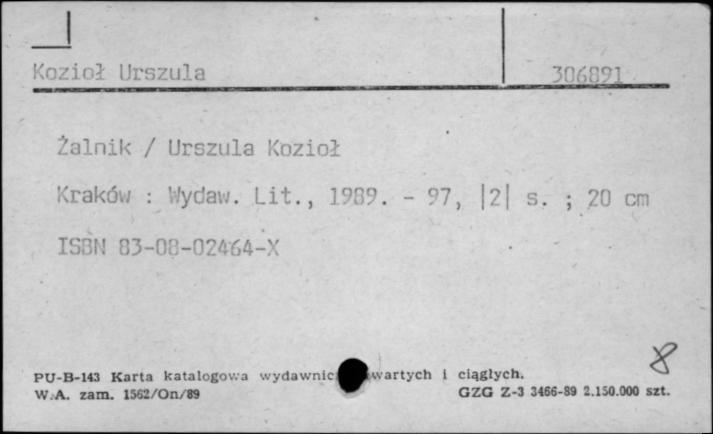 Kozioł Urszula 306891
Żalnik / Urszula Kozioł
Kraków : Wydaw. Lit., 1989. - 97, |2| s. ; 20 cm
ISBN 83-08-02464-X
8
PU-B-143 Karta katalogowa wydawnic wartych i ciągłych.
W.A. zam. 1562/On/89 GZG Z-3 3466-89 2.150.000 szt.